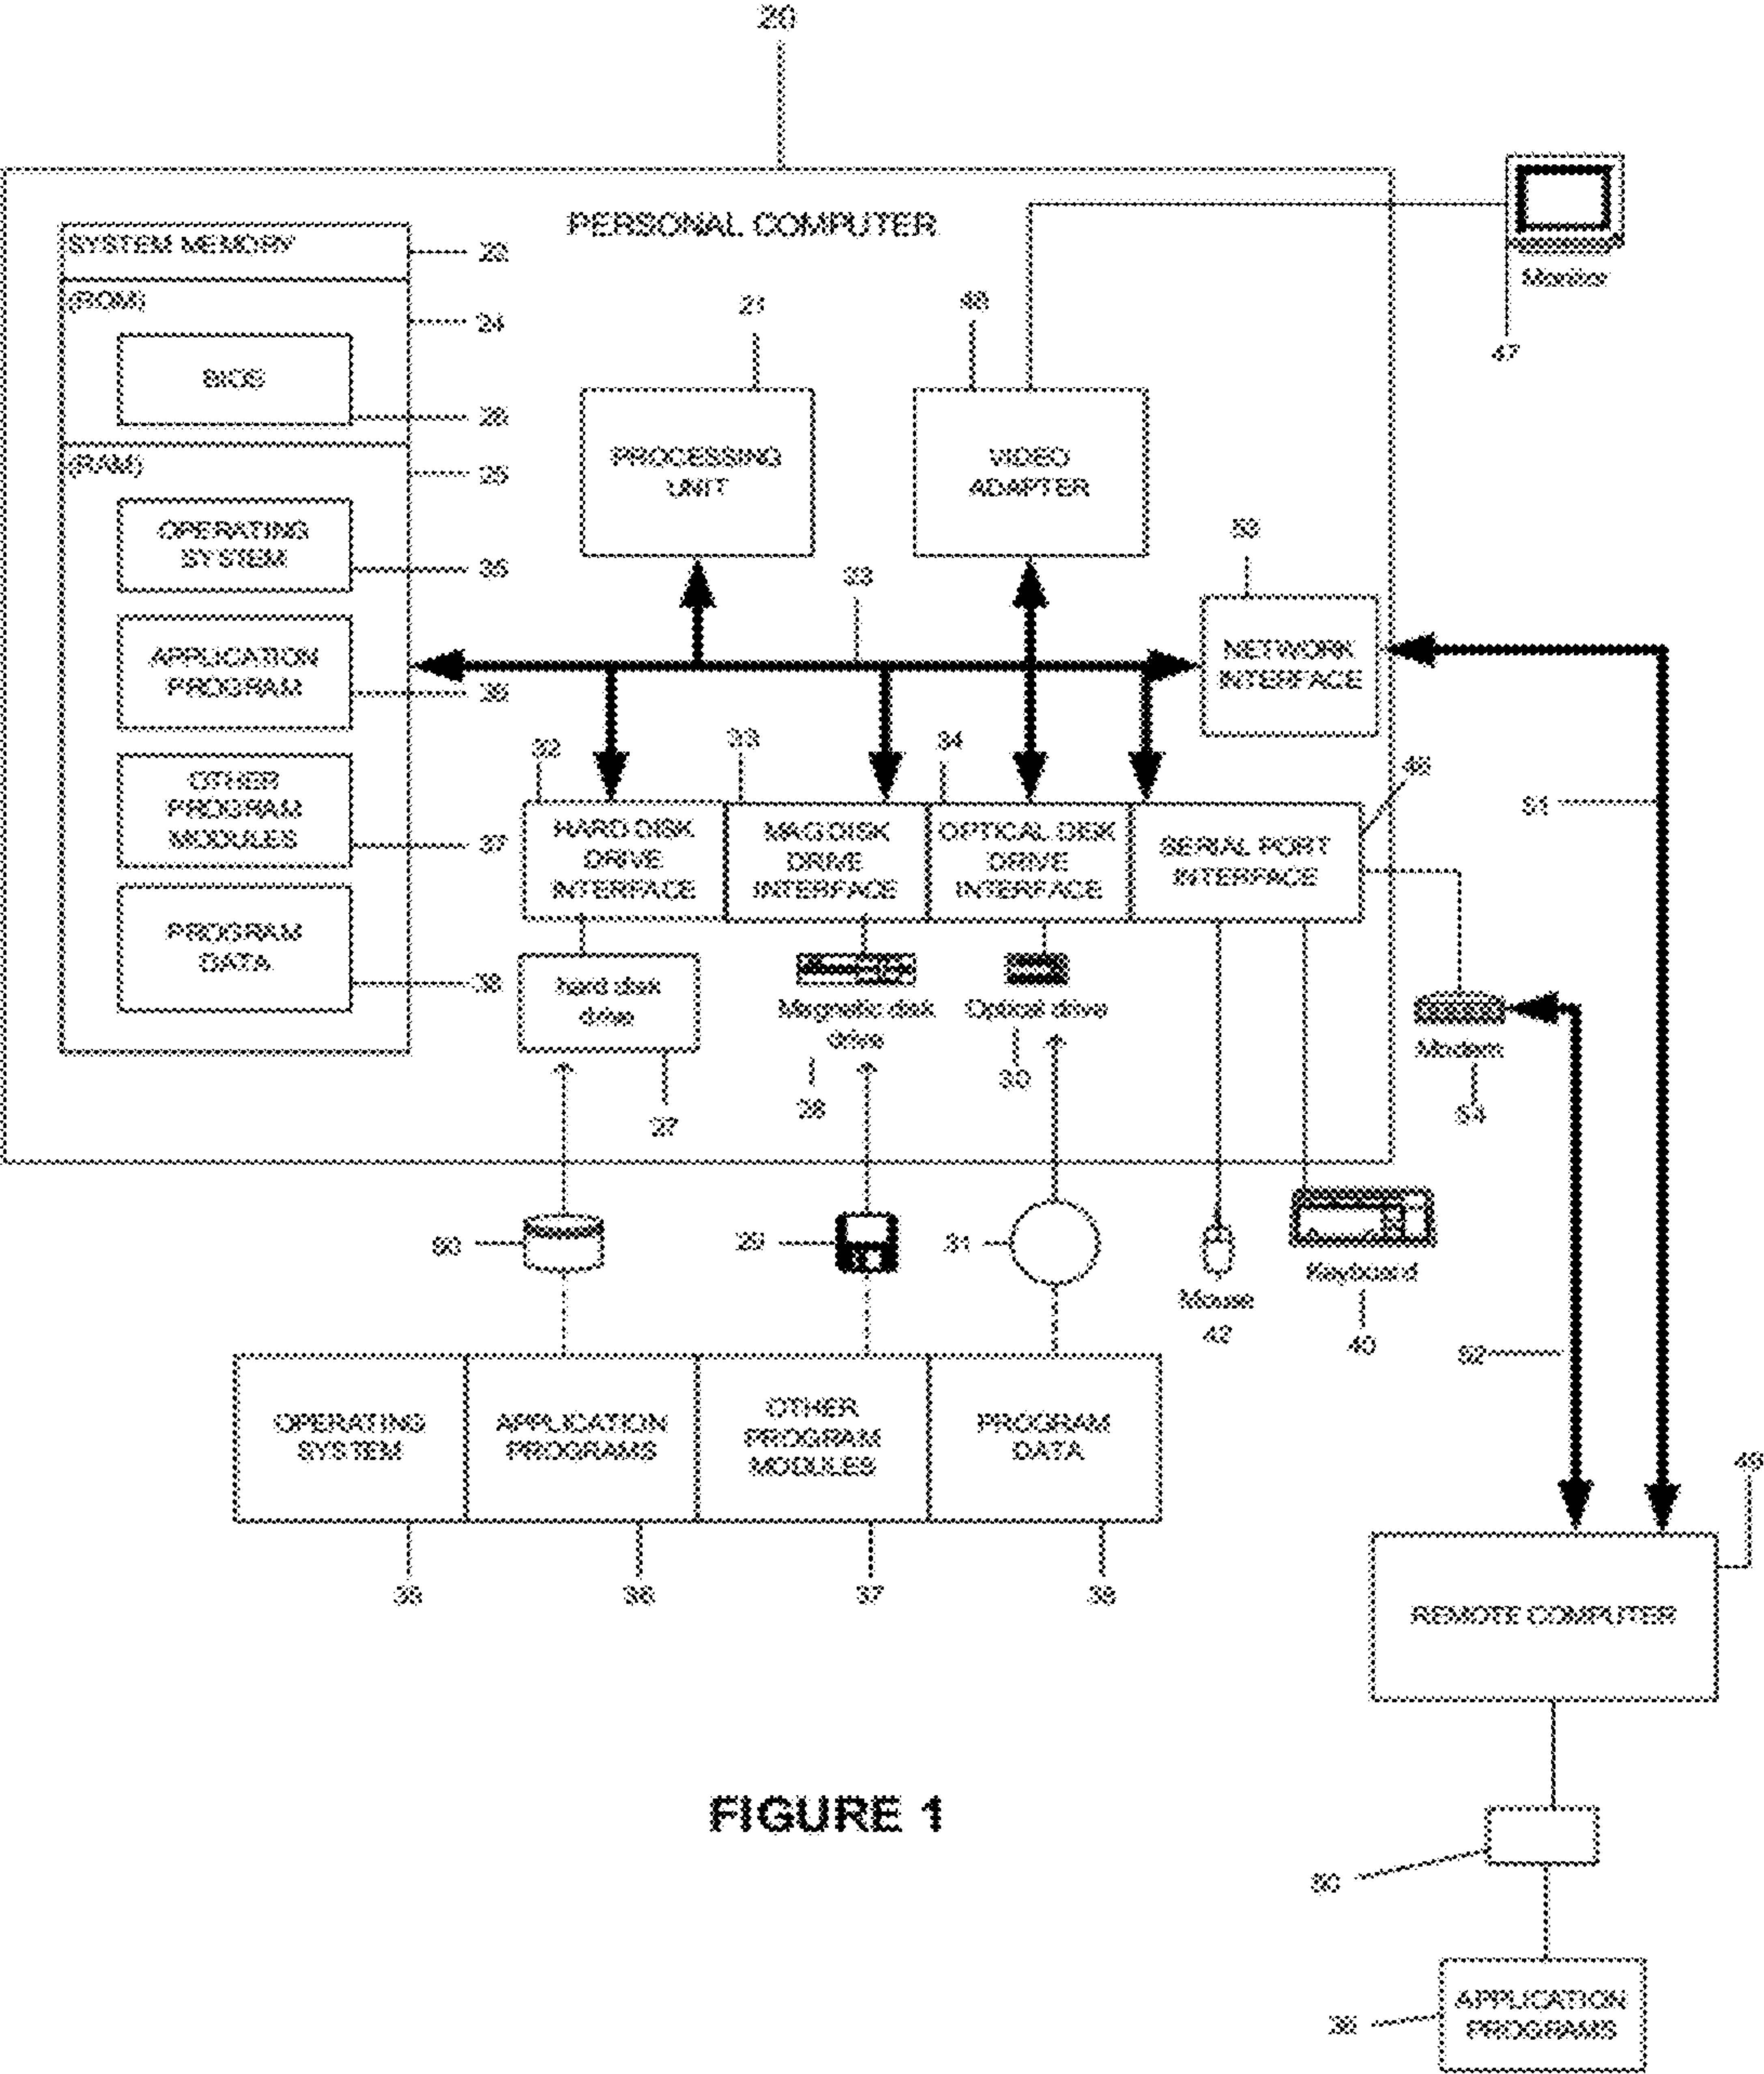 20
PERSONAL COMPUTER
SYSTEM MEMORY
22
(ROM)
24
BIOS
26
(RAM)
25
OPERATING
SYSTEM
35
APPLICATION
PROGRAM
36
OTHER
PROGRAM
MODULES
37
PROGRAM
DATA
38
21
PROCESSING
UNIT
48
VIDEO
ADAPTER
Monitor
47
23
53
NETWORK
INTERFACE
32
HARD DISK
DRIVE
INTERFACE
33
MAG DISK
DRIVE
INTERFACE
34
OPTICAL DISK
DRIVE
INTERFACE
46
SERIAL PORT
INTERFACE
51
hard disk
drive
27
Magnetic disk
drive
28
Optical drive
30
Modem
54
60
29
31
Mouse
42
Keyboard
40
52
OPERATING
SYSTEM
APPLICATION
PROGRAMS
OTHER
PROGRAM
MODULES
PROGRAM
DATA
35
36
37
38
49
REMOTE COMPUTER
FIGURE 1
50
36
APPLICATION
PROGRAMS